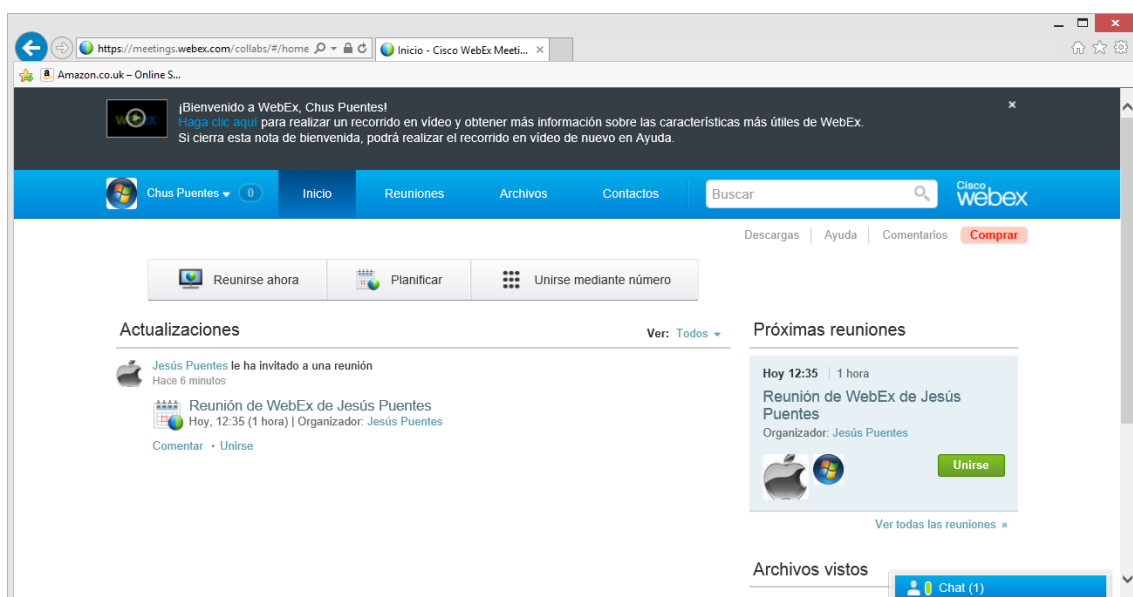 https://meetings.webex.com/collabs/#/home
Inicio - Cisco WebEx Meeti...
Amazon.co.uk – Online S...
¡Bienvenido a WebEx, Chus Puentes!
Haga clic aquí para realizar un recorrido en vídeo y obtener más información sobre las características más útiles de WebEx.
Si cierra esta nota de bienvenida, podrá realizar el recorrido en vídeo de nuevo en Ayuda.
Chus Puentes 0 Inicio Reuniones Archivos Contactos Buscar Cisco webex
Descargas Ayuda Comentarios Comprar
Reunirse ahora Planificar Unirse mediante número
Actualizaciones Ver: Todos
Jesús Puentes le ha invitado a una reunión
Hace 6 minutos
Reunión de WebEx de Jesús Puentes
Hoy, 12:35 (1 hora) | Organizador: Jesús Puentes
Comentar • Unirse
Próximas reuniones
Hoy 12:35 | 1 hora
Reunión de WebEx de Jesús
Puentes
Organizador: Jesús Puentes
Unirse
Ver todas las reuniones »
Archivos vistos
Chat (1)